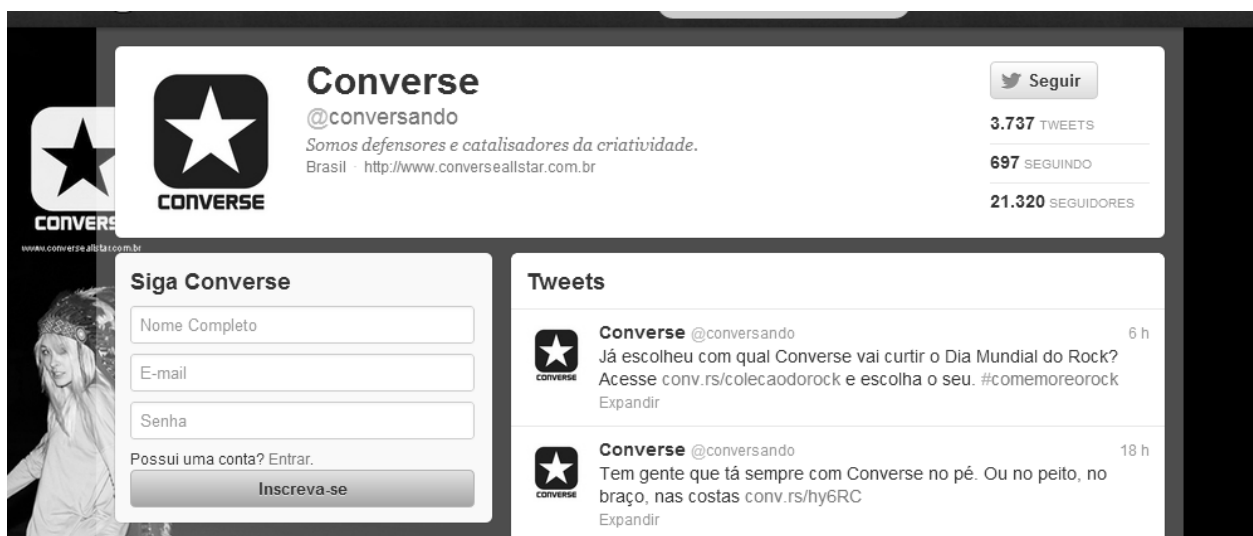 Converse
@conversando
Somos defensores e catalisadores da criatividade.
Brasil · http://www.converseallstar.com.br
CONVERSE
Seguir
3.737 TWEETS
697 SEGUINDO
21.320 SEGUIDORES
CONVERS
www.converseallstar.com.br
Siga Converse
Nome Completo
E-mail
Senha
Possui uma conta? Entrar.
Inscreva-se
Tweets
Converse @conversando 6 h
Já escolheu com qual Converse vai curtir o Dia Mundial do Rock?
Acesse conv.rs/colecaodorock e escolha o seu. #comemoreorock
Expandir
CONVERSE
Converse @conversando 18 h
Tem gente que tá sempre com Converse no pé. Ou no peito, no
braço, nas costas conv.rs/hy6RC
Expandir
CONVERSE